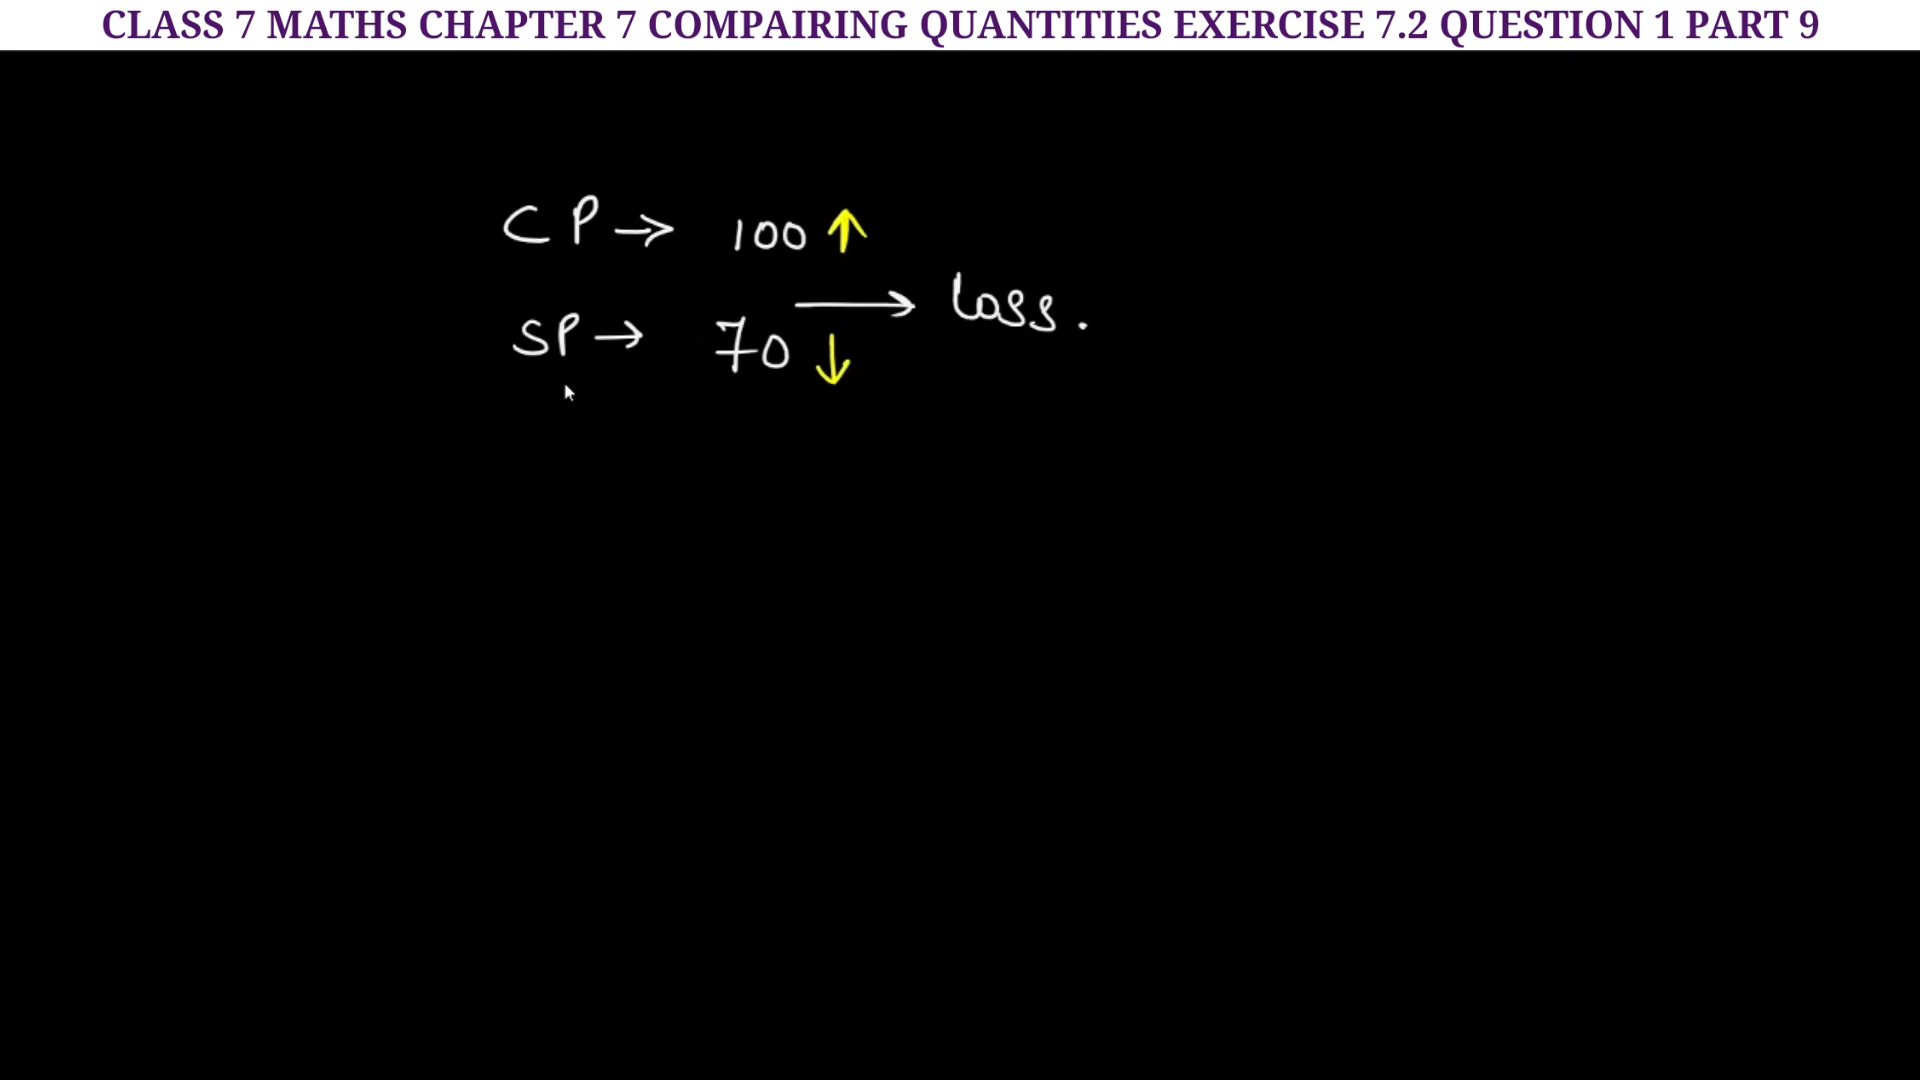 CLASS 7 MATHS CHAPTER 7 COMPAIRING QUANTITIES EXERCISE 7.2 QUESTION 1 PART 9
CP → 100 ↑
→ Loss.
SP → 70 ↓